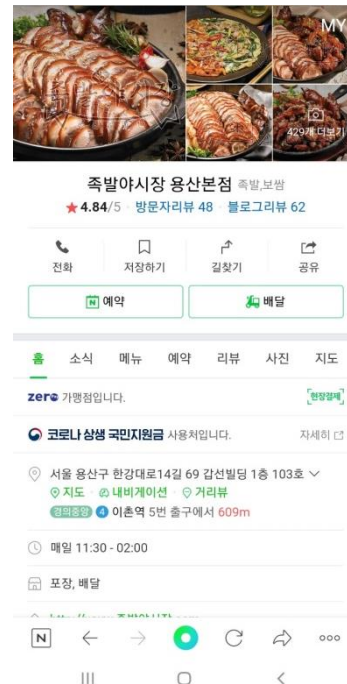 MY
429개 더보기
족발야시장 용산본점 족발,보쌈
★4.84/5 · 방문자리뷰 48 · 블로그리뷰 62
전화 저장하기 길찾기 공유
N 예약 배달
홈 소식 메뉴 예약 리뷰 사진 지도
zero 가맹점입니다. 현장결제
코로나 상생 국민지원금 사용처입니다. 자세히
서울 용산구 한강대로14길 69 갑선빌딩 1층 103호
지도 · 내비게이션 · 거리뷰
경의중앙 4 이촌역 5번 출구에서 609m
매일 11:30 - 02:00
포장, 배달
N